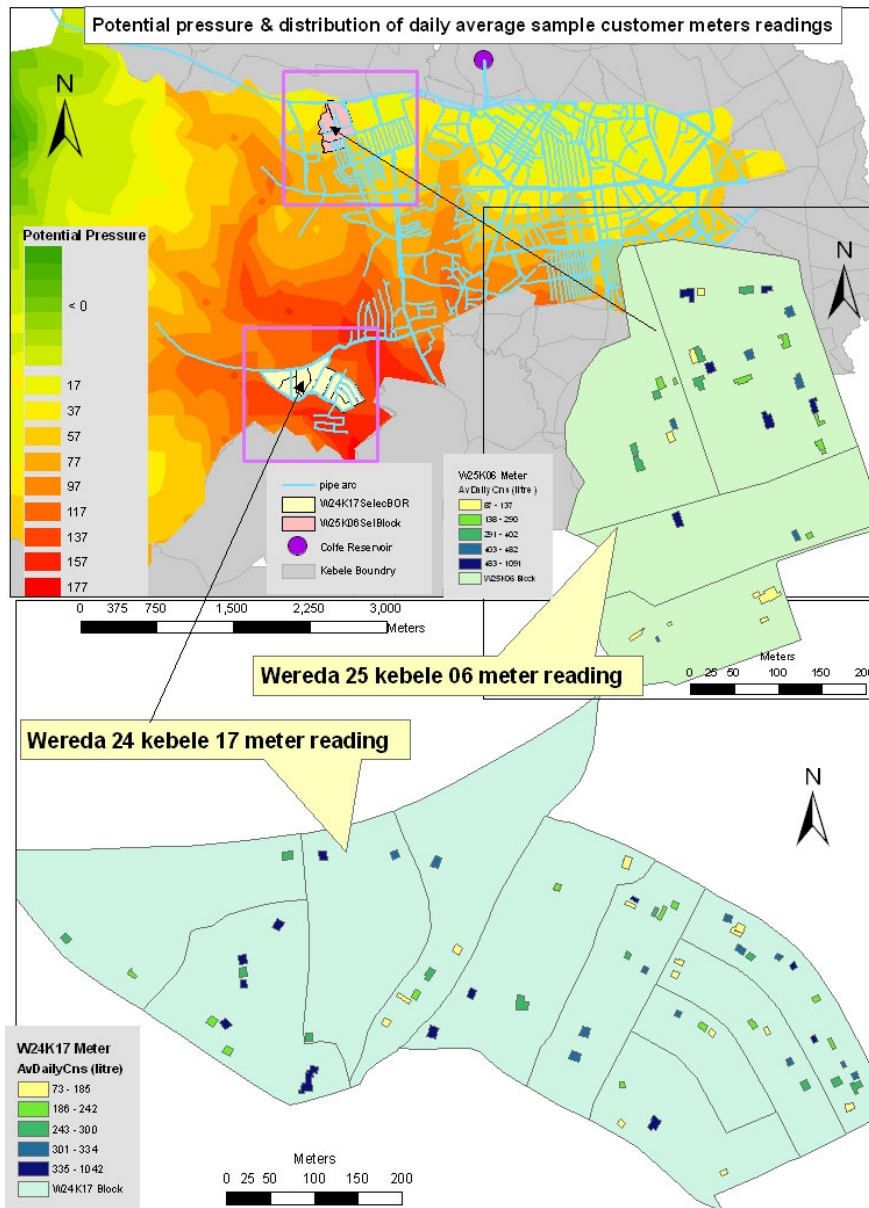 Potential pressure & distribution of daily average sample customer meters readings
N
N
Potential Pressure
< 0
17
37
57
77
97
117
137
157
177
pipe arc
W24K17SelecBOR
W25K06SelBlock
Colfe Reservoir
Kebele Boundry
W25K06 Meter
AvDailyCns (litre)
87 - 137
138 - 290
291 - 402
403 - 482
483 - 1091
W25K06 Block
0 375 750 1,500 2,250 3,000
Meters
Meters
0 25 50 100 150 200
Wereda 25 kebele 06 meter reading
Wereda 24 kebele 17 meter reading
N
W24K17 Meter
AvDailyCns (litre)
73 - 185
186 - 242
243 - 300
301 - 334
335 - 1042
W24K17 Block
Meters
0 25 50 100 150 200